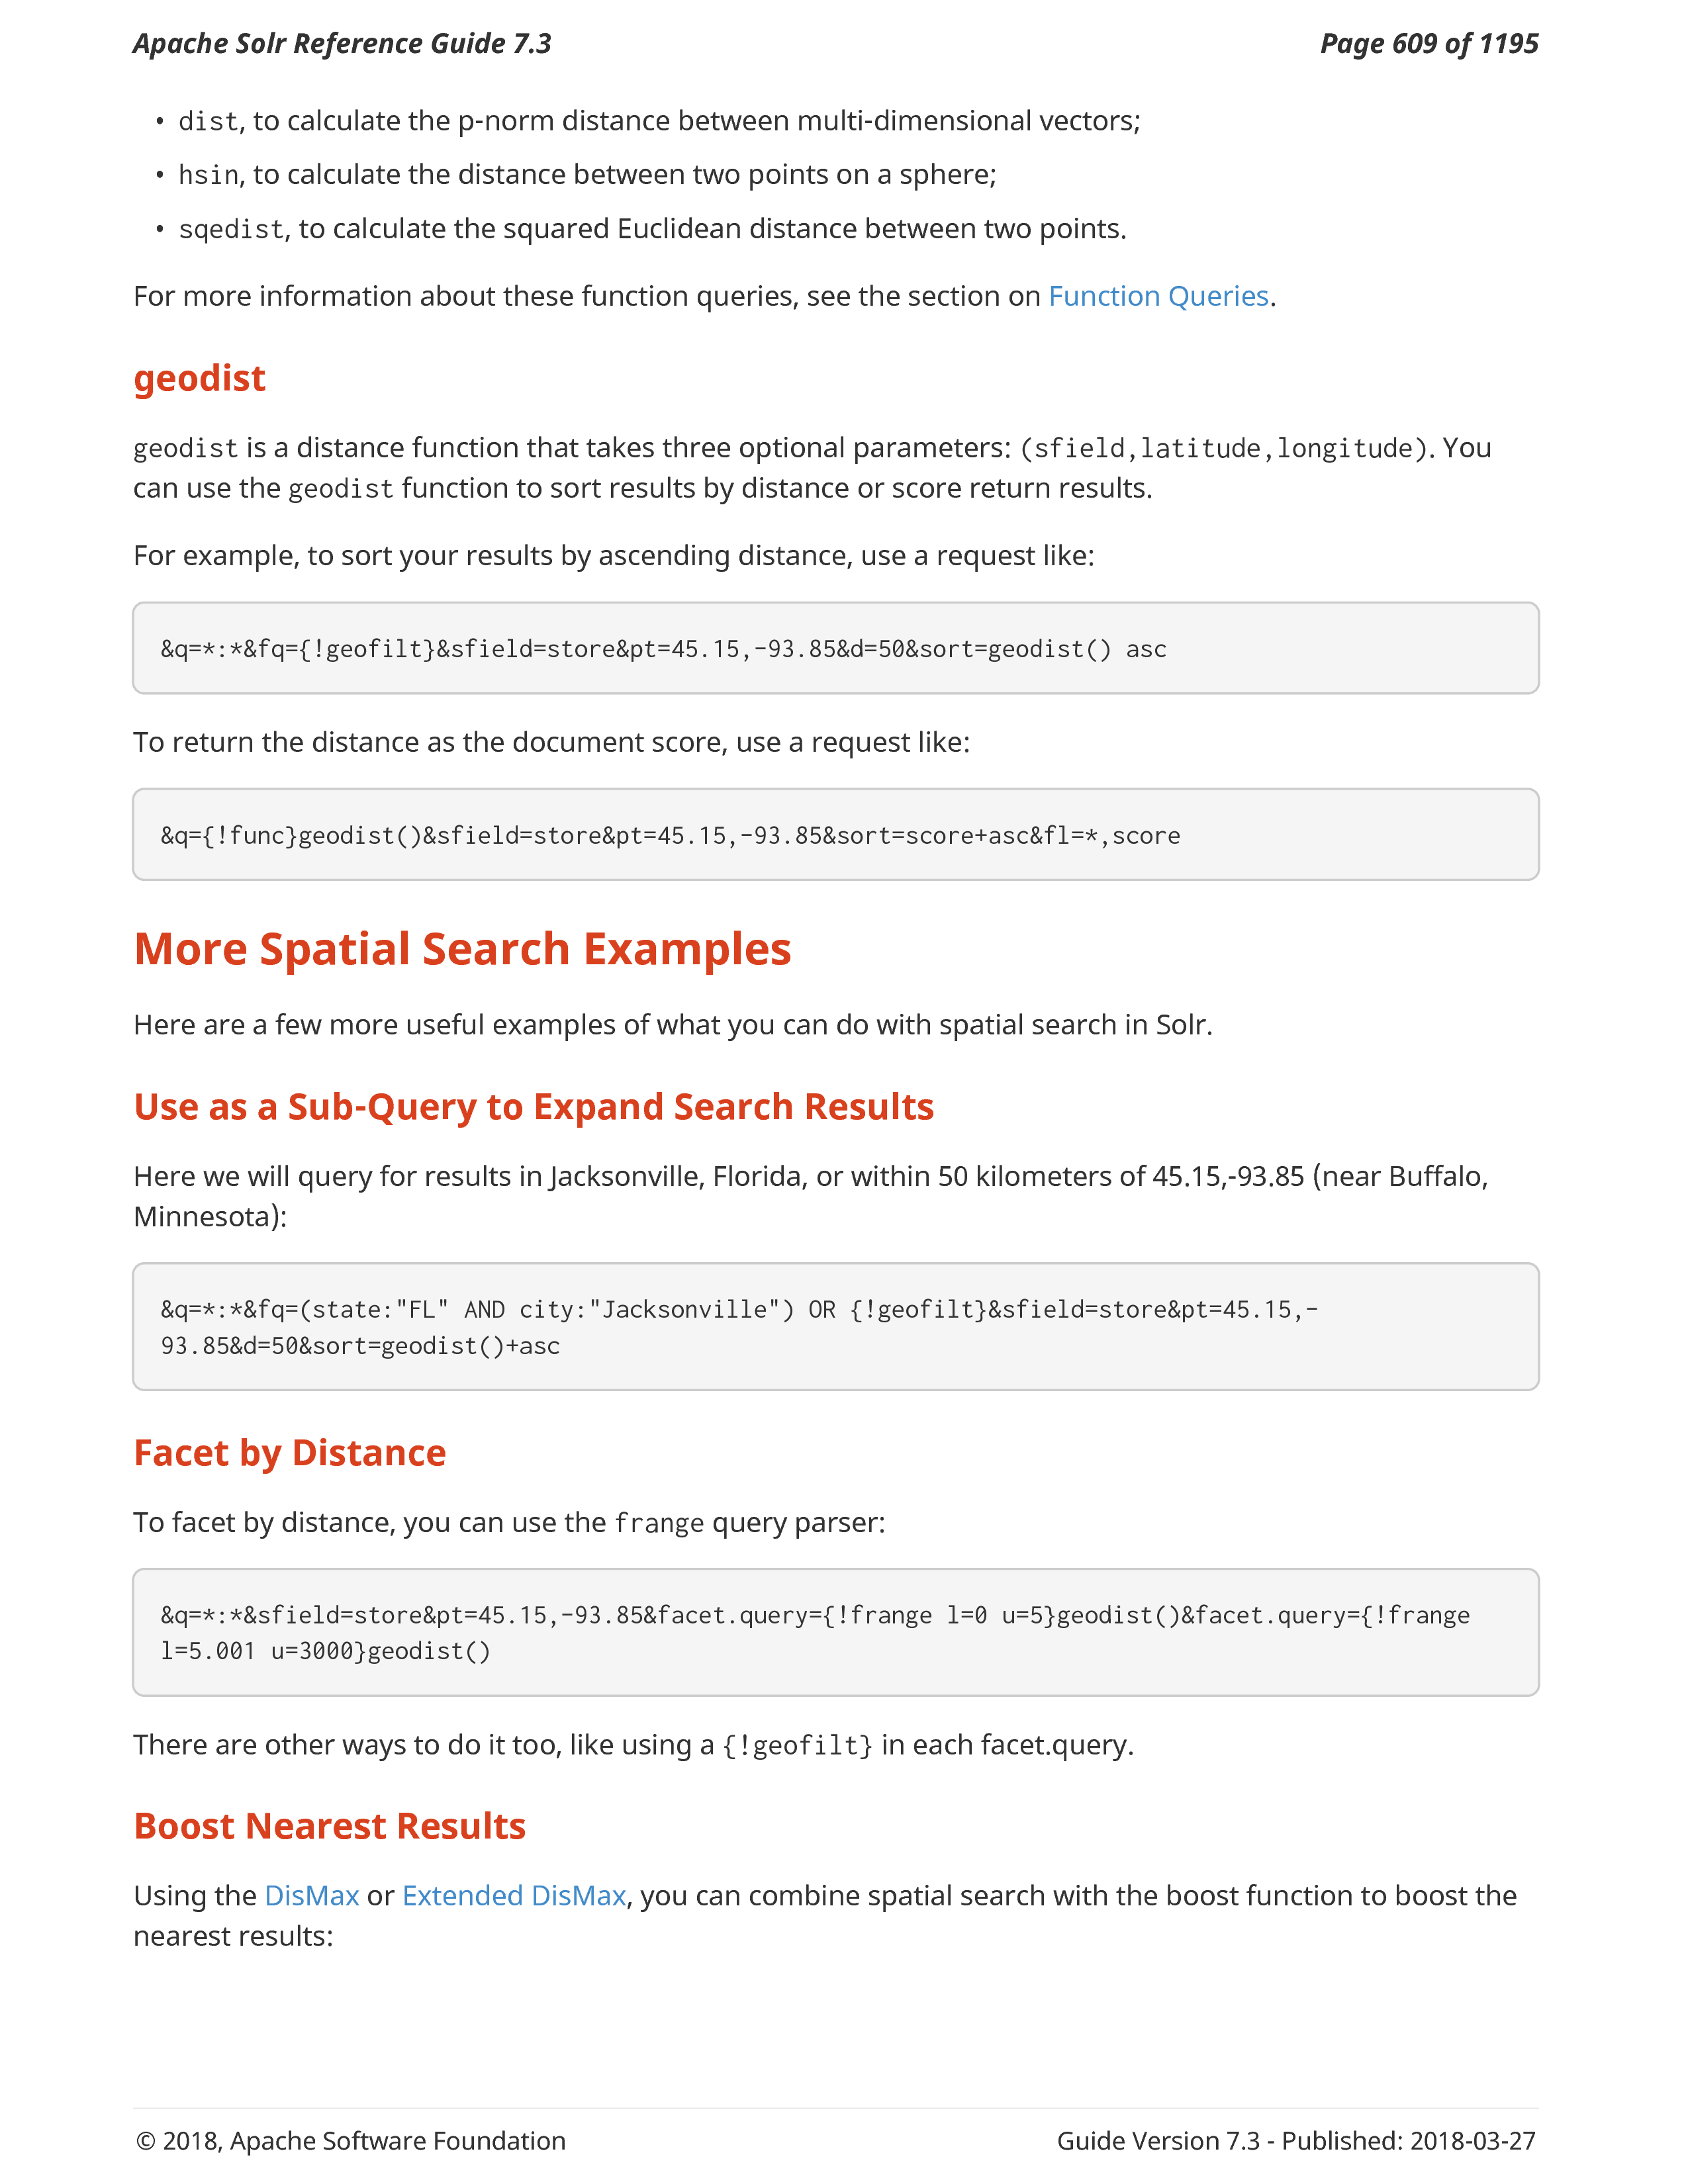 Apache Solr Reference Guide 7.3
Page 609 of 1195
• dist, to calculate the p-norm distance between multi-dimensional vectors;
• hsin, to calculate the distance between two points on a sphere;
• sqedist, to calculate the squared Euclidean distance between two points.
For more information about these function queries, see the section on Function Queries.
geodist
geodist is a distance function that takes three optional parameters: (sfield,latitude,longitude). You
can use the geodist function to sort results by distance or score return results.
For example, to sort your results by ascending distance, use a request like:
&q=*:*&fq={!geofilt}&sfield=store&pt=45.15,-93.85&d=50&sort=geodist() asc
To return the distance as the document score, use a request like:
&q={!func}geodist()&sfield=store&pt=45.15,-93.85&sort=score+asc&fl=*,score
More Spatial Search Examples
Here are a few more useful examples of what you can do with spatial search in Solr.
Use as a Sub-Query to Expand Search Results
Here we will query for results in Jacksonville, Florida, or within 50 kilometers of 45.15,-93.85 (near Buffalo,
Minnesota):
&q=*:*&fq=(state:"FL" AND city:"Jacksonville") OR {!geofilt}&sfield=store&pt=45.15,-
93.85&d=50&sort=geodist()+asc
Facet by Distance
To facet by distance, you can use the frange query parser:
&q=*:*&sfield=store&pt=45.15,-93.85&facet.query={!frange l=0 u=5}geodist()&facet.query={!frange
l=5.001 u=3000}geodist()
There are other ways to do it too, like using a {!geofilt} in each facet.query.
Boost Nearest Results
Using the DisMax or Extended DisMax, you can combine spatial search with the boost function to boost the
nearest results:
© 2018, Apache Software Foundation
Guide Version 7.3 - Published: 2018-03-27